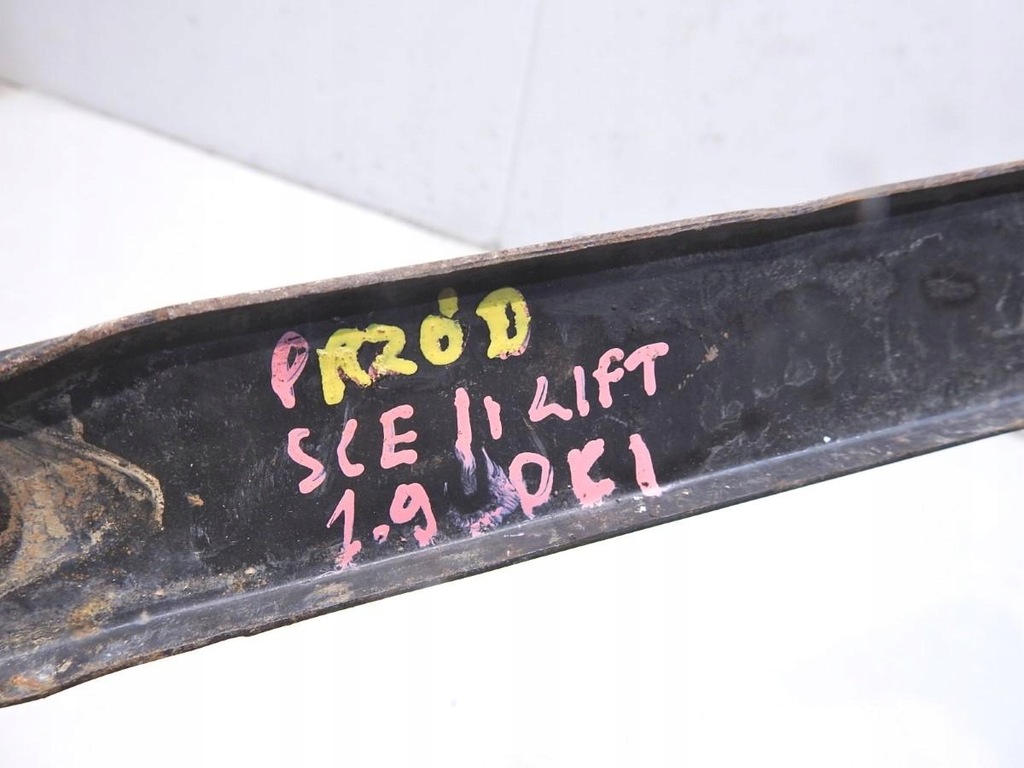 PRZÓD
SCE II LIFT
1.9 DCI